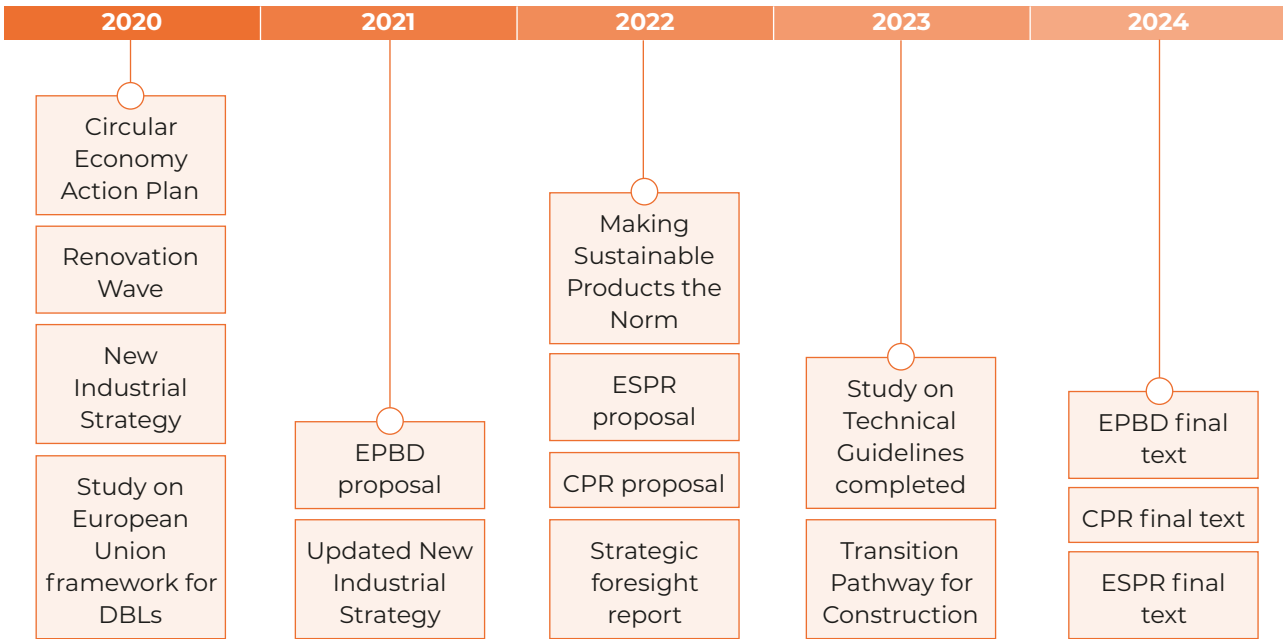 2020
2021
2022
2023
2024
Circular
Economy
Action Plan
Renovation
Wave
New
Industrial
Strategy
Study on
European
Union
framework for
DBLs
EPBD
proposal
Updated New
Industrial
Strategy
Making
Sustainable
Products the
Norm
ESPR
proposal
CPR proposal
Strategic
foresight
report
Study on
Technical
Guidelines
completed
Transition
Pathway for
Construction
EPBD final
text
CPR final text
ESPR final
text